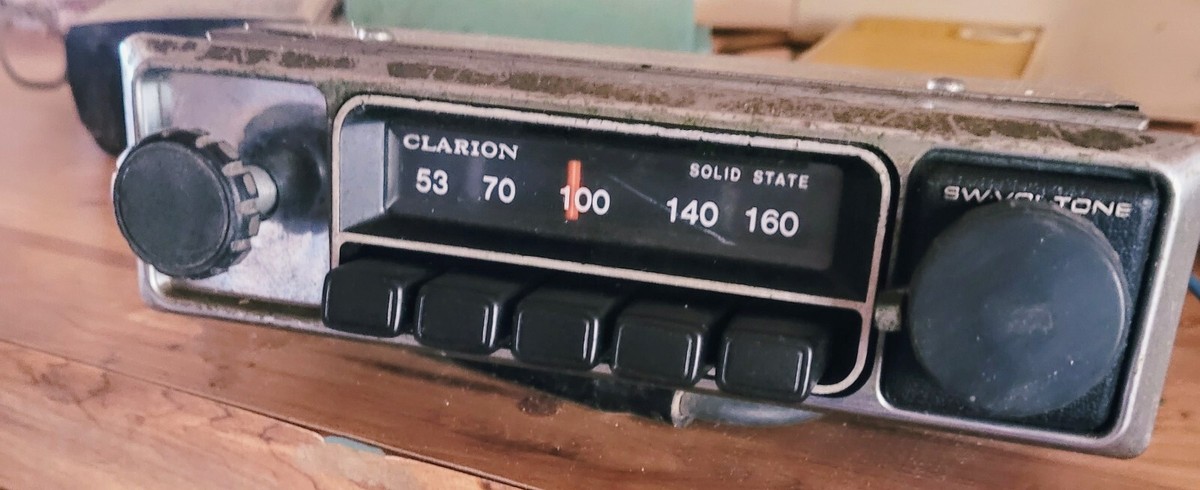 CLARION
SOLID STATE
53 70 100 140 160
SW·VOL TONE